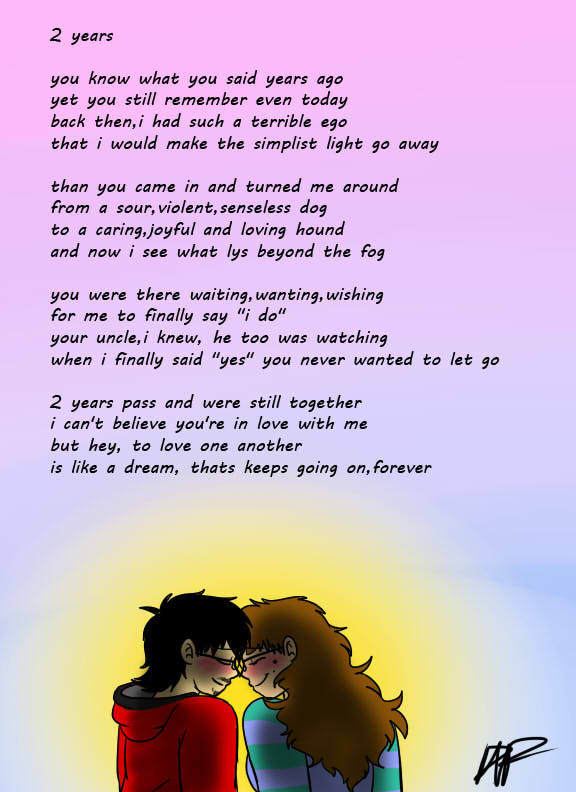 2 years
you know what you said years ago
yet you still remember even today
back then,i had such a terrible ego
that i would make the simplist light go away
than you came in and turned me around
from a sour,violent,senseless dog
to a caring,joyful and loving hound
and now i see what lys beyond the fog
you were there waiting,wanting,wishing
for me to finally say "i do"
your uncle,i knew, he too was watching
when i finally said "yes" you never wanted to let go
2 years pass and were still together
i can't believe you're in love with me
but hey, to love one another
is like a dream, thats keeps going on,forever